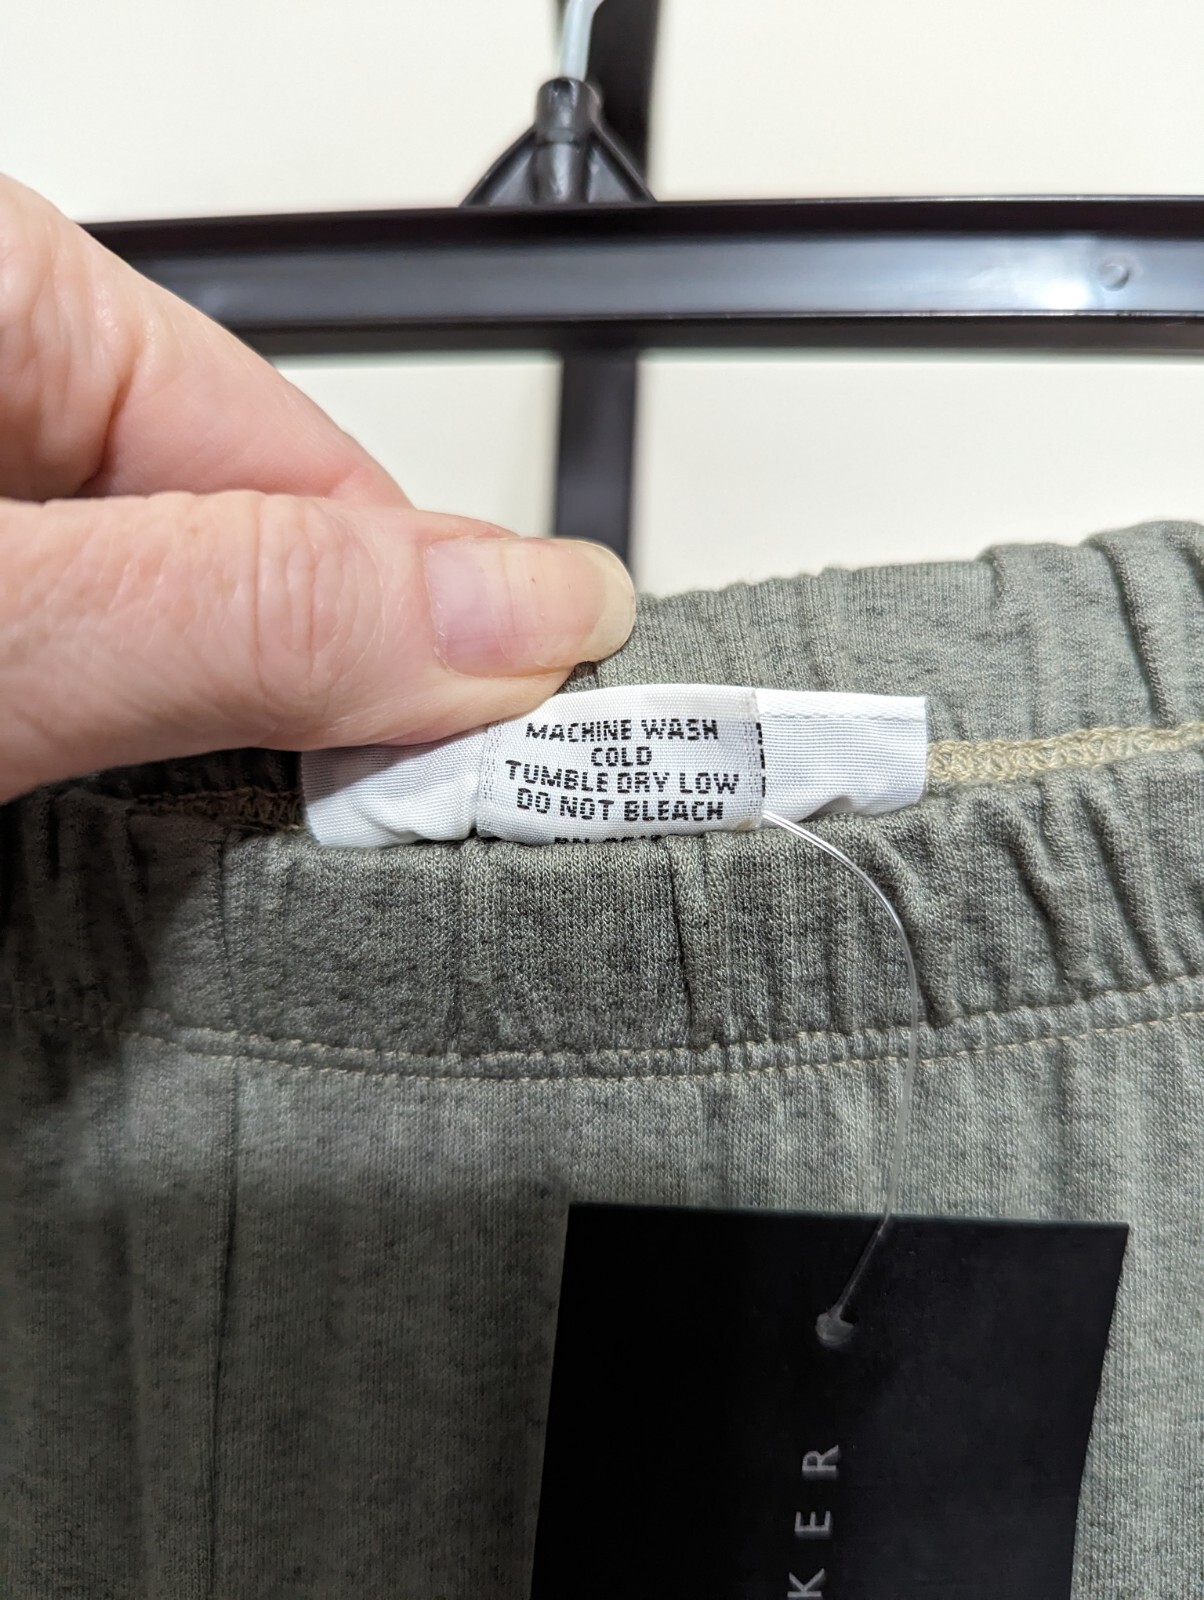 MACHINE WASH
COLD
TUMBLE DRY LOW
DO NOT BLEACH
KER